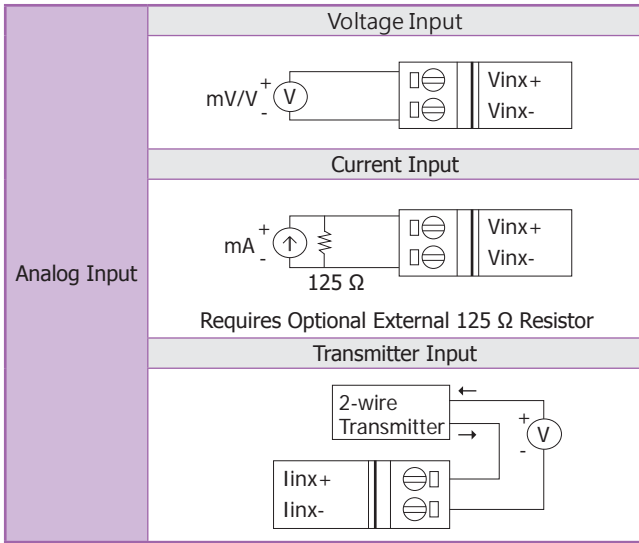 Analog Input
Voltage Input
+
mV/V
V
-
Vinx+
Vinx-
Current Input
+
mA
-
125 Ω
Vinx+
Vinx-
Requires Optional External 125 Ω Resistor
Transmitter Input
2-wire
Transmitter
+
V
-
Iinx+
Iinx-